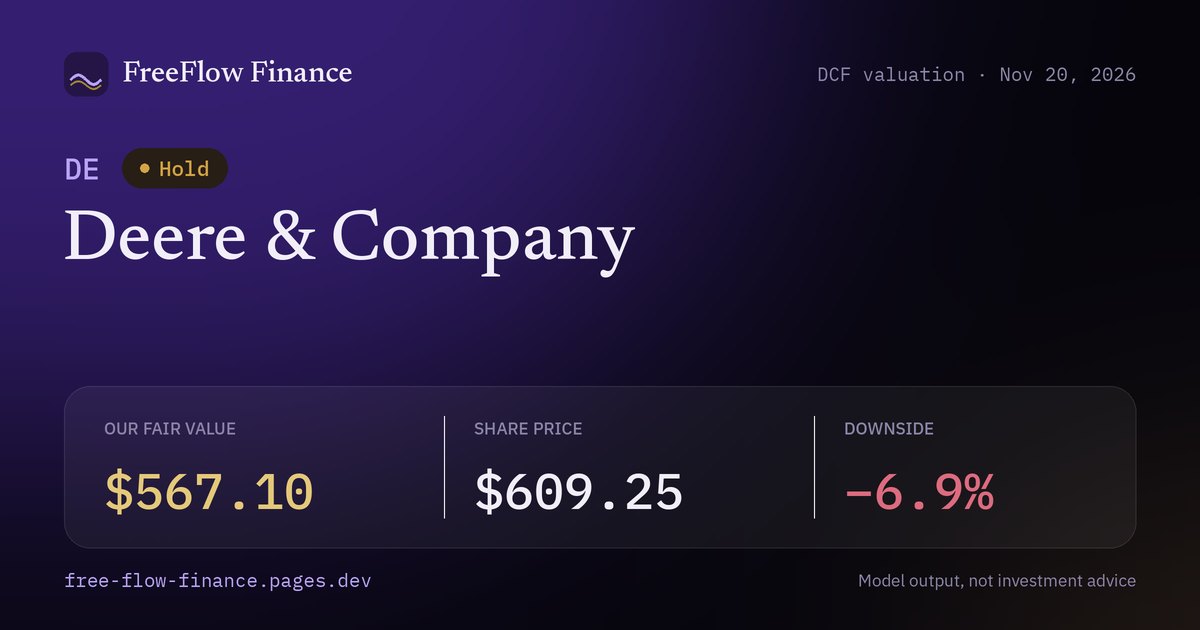 FreeFlow Finance
DCF valuation · Nov 20, 2026
DE
Hold
Deere & Company
OUR FAIR VALUE
$567.10
SHARE PRICE
$609.25
DOWNSIDE
−6.9%
free-flow-finance.pages.dev
Model output, not investment advice